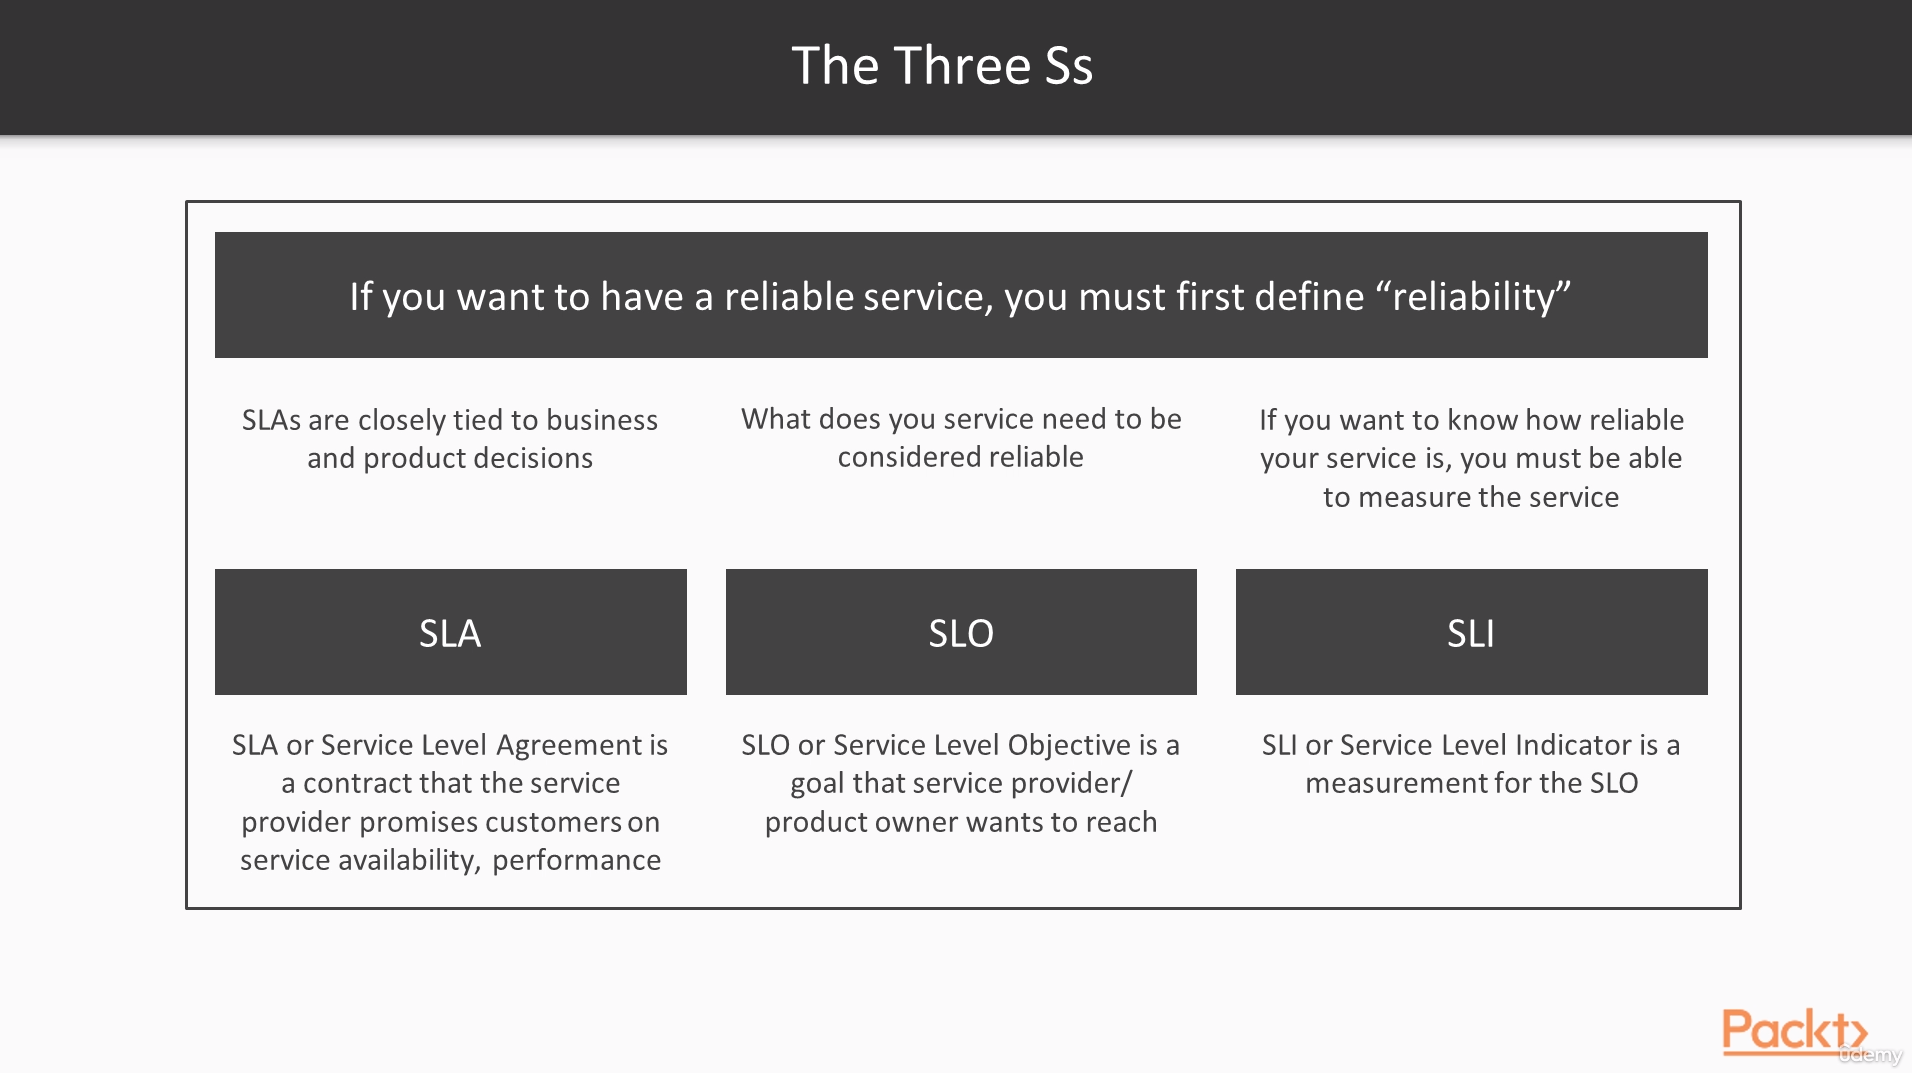 The Three Ss
If you want to have a reliable service, you must first define “reliability”
SLAs are closely tied to business
and product decisions
What does you service need to be
considered reliable
If you want to know how reliable
your service is, you must be able
to measure the service
SLA
SLO
SLI
SLA or Service Level Agreement is
a contract that the service
provider promises customers on
service availability, performance
SLO or Service Level Objective is a
goal that service provider/
product owner wants to reach
SLI or Service Level Indicator is a
measurement for the SLO
Packt
ûdemy